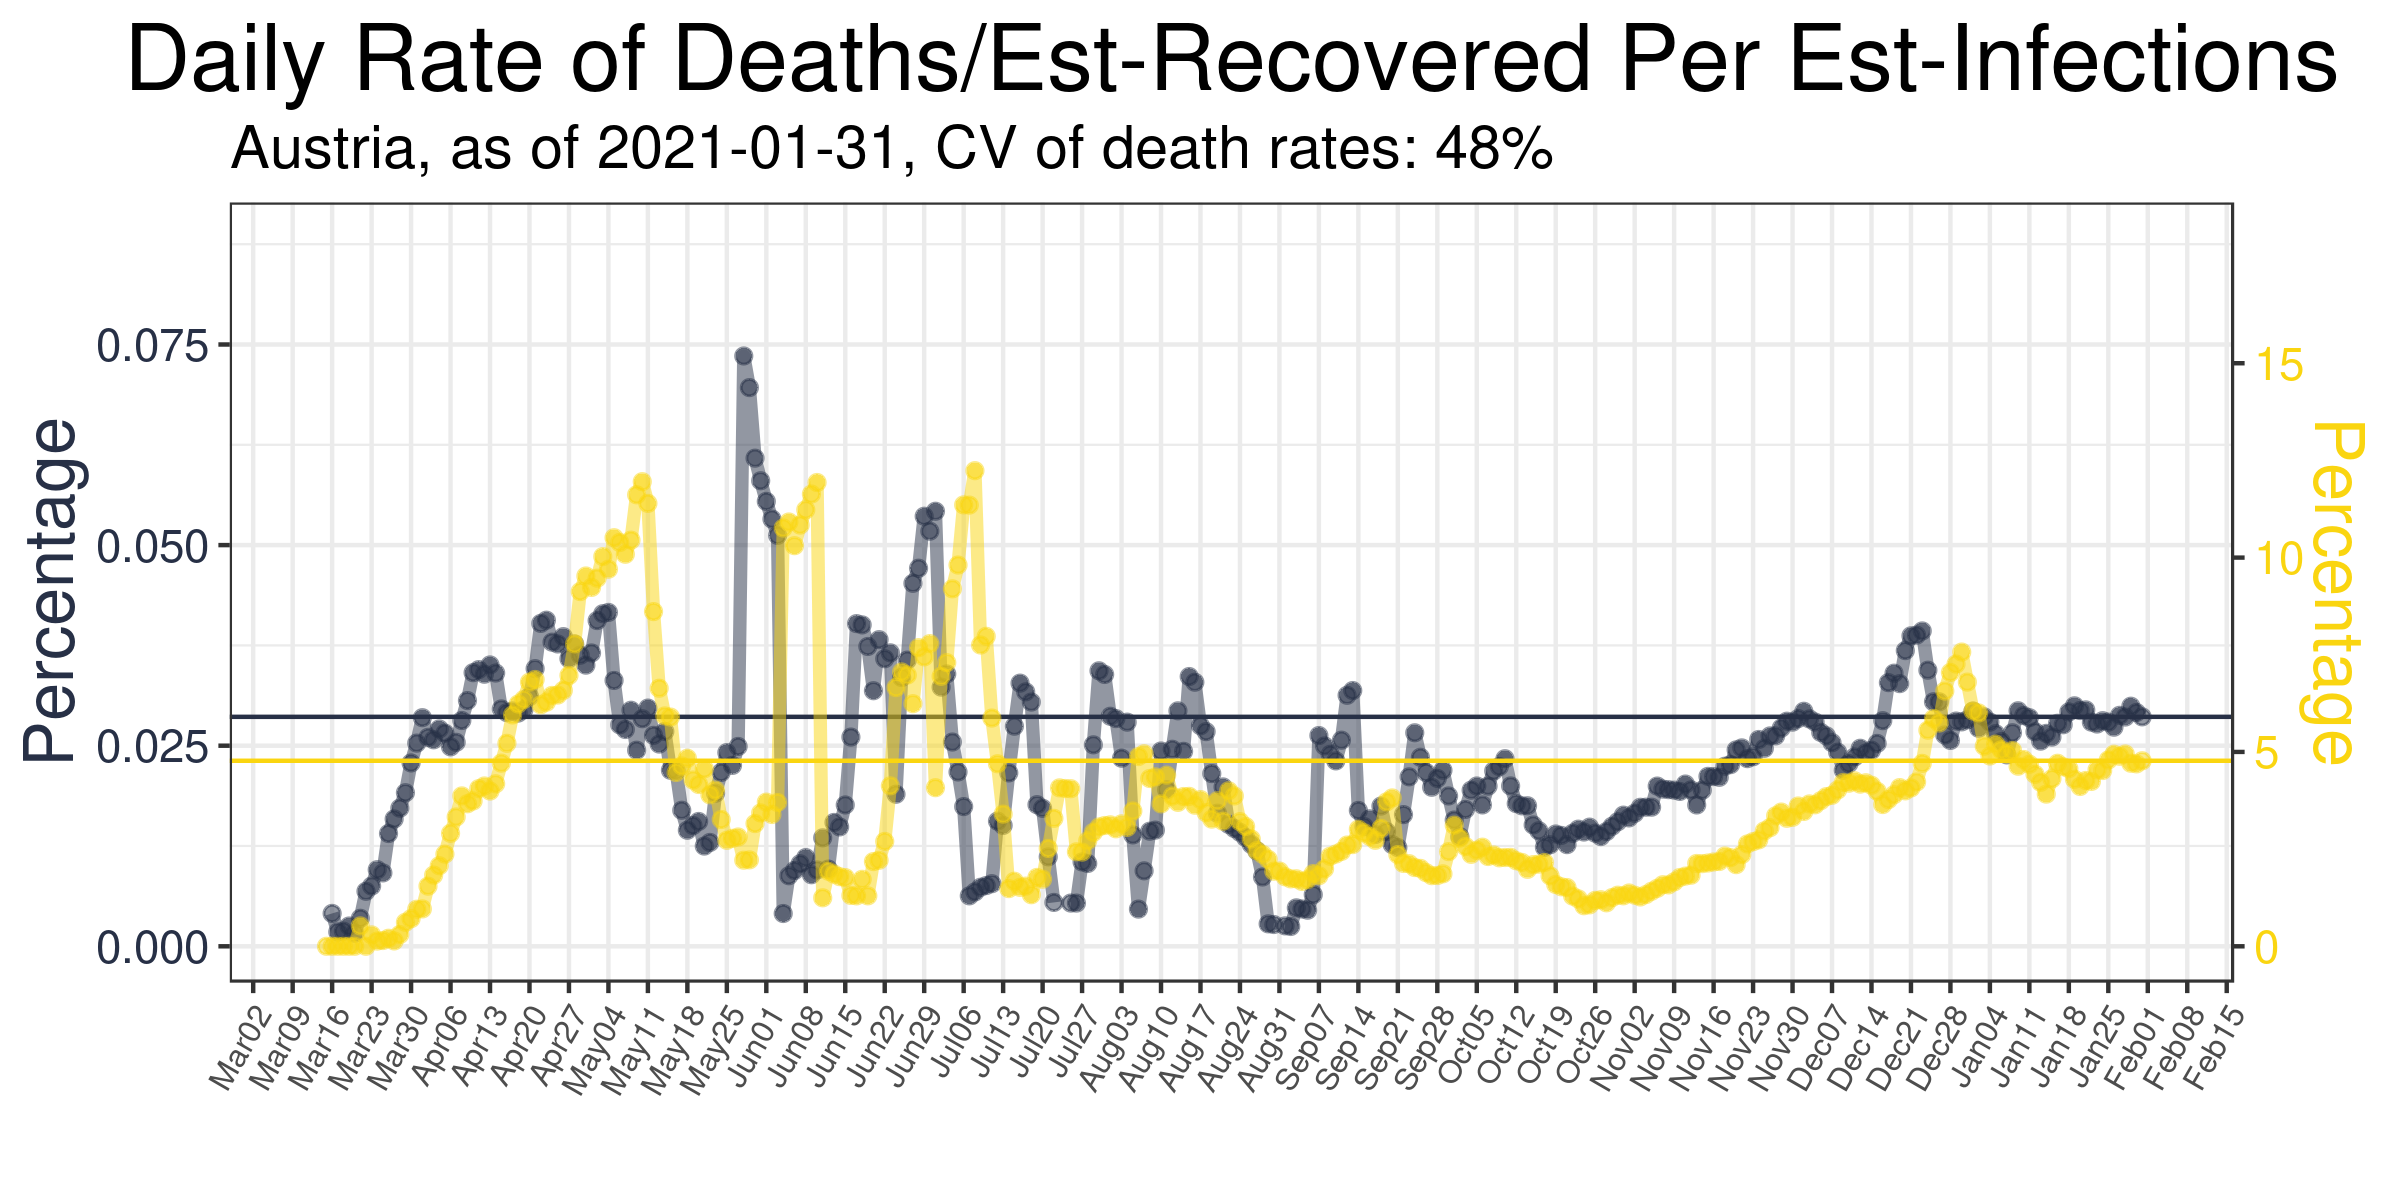 Daily Rate of Deaths/Est-Recovered Per Est-Infections
Austria, as of 2021-01-31, CV of death rates: 48%
Percentage
0.075
0.050
0.025
0.000
15
10
5
0
Percentage
Mar02
Mar09
Mar16
Mar23
Mar30
Apr06
Apr13
Apr20
Apr27
May04
May11
May18
May25
Jun01
Jun08
Jun15
Jun22
Jun29
Jul06
Jul13
Jul20
Jul27
Aug03
Aug10
Aug17
Aug24
Aug31
Sep07
Sep14
Sep21
Sep28
Oct05
Oct12
Oct19
Oct26
Nov02
Nov09
Nov16
Nov23
Nov30
Dec07
Dec14
Dec21
Dec28
Jan04
Jan11
Jan18
Jan25
Feb01
Feb08
Feb15